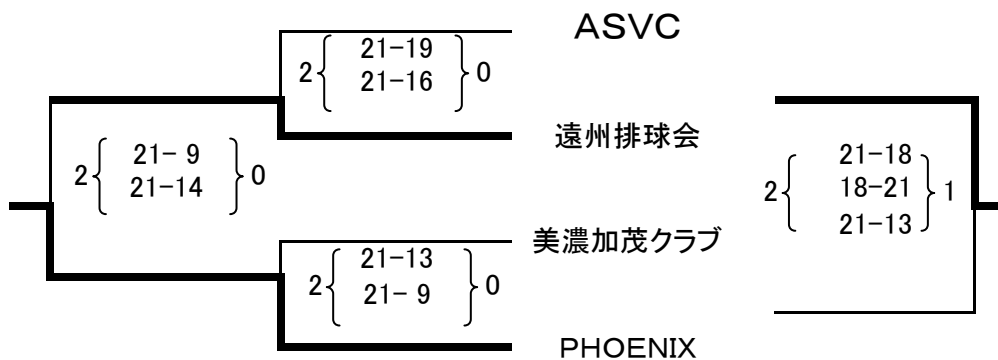 ASVC
2 { 21-19 } 0
21-16
遠州排球会
2 { 21- 9 } 0
21-14
2 { 21-18 } 1
18-21
21-13
美濃加茂クラブ
2 { 21-13 } 0
21- 9
PHOENIX